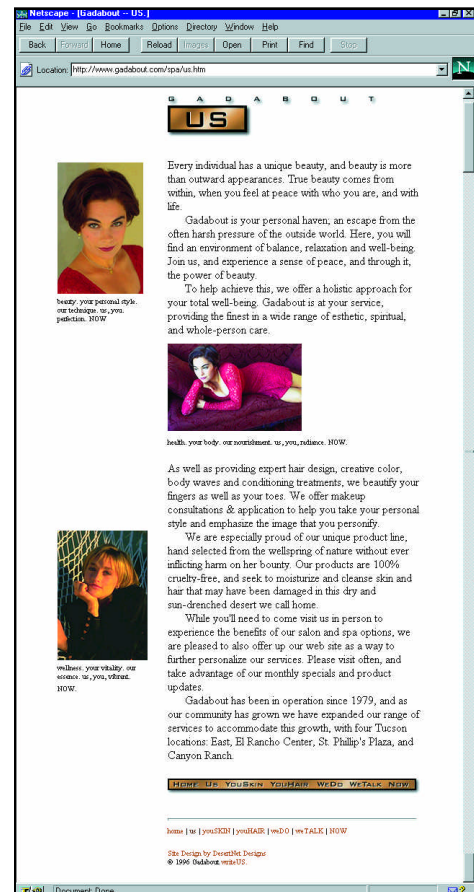 Netscape - [Gadabout -- US.]
File Edit View Go Bookmarks Options Directory Window Help
Back Forward Home Reload Images Open Print Find Stop
Location: http://www.gadabout.com/spa/us.htm
N
GADABOUT
US
Every individual has a unique beauty, and beauty is more
than outward appearances. True beauty comes from
within, when you feel at peace with who you are, and with
life.
Gadabout is your personal haven; an escape from the
often harsh pressure of the outside world. Here, you will
find an environment of balance, relaxation and well-being.
Join us, and experience a sense of peace, and through it,
the power of beauty.
To help achieve this, we offer a holistic approach for
your total well-being. Gadabout is at your service,
providing the finest in a wide range of esthetic, spiritual,
and whole-person care.
beauty. your personal style.
our technique. us, you.
perfection. NOW
health. your body. our nourishment. us, you, radiance. NOW.
As well as providing expert hair design, creative color,
body waves and conditioning treatments, we beautify your
fingers as well as your toes. We offer makeup
consultations & application to help you take your personal
style and emphasize the image that you personify.
We are especially proud of our unique product line,
hand selected from the wellspring of nature without ever
inflicting harm on her bounty. Our products are 100%
cruelty-free, and seek to moisturize and cleanse skin and
hair that may have been damaged in this dry and
sun-drenched desert we call home.
While you'll need to come visit us in person to
experience the benefits of our salon and spa options, we
are pleased to also offer up our web site as a way to
further personalize our services. Please visit often, and
take advantage of our monthly specials and product
updates.
Gadabout has been in operation since 1979, and as
our community has grown we have expanded our range of
services to accommodate this growth, with four Tucson
locations: East, El Rancho Center, St. Phillip's Plaza, and
Canyon Ranch.
wellness. your vitality. our
essence. us, you, vibrant.
NOW.
HOME US YOUSKIN YOUHAIR WEDO WETALK NOW
home | us | youSKIN | youHAIR | weDO | weTALK | NOW
Site Design by DesertNet Designs
© 1996 Gadabout writeUS.
Document: Done